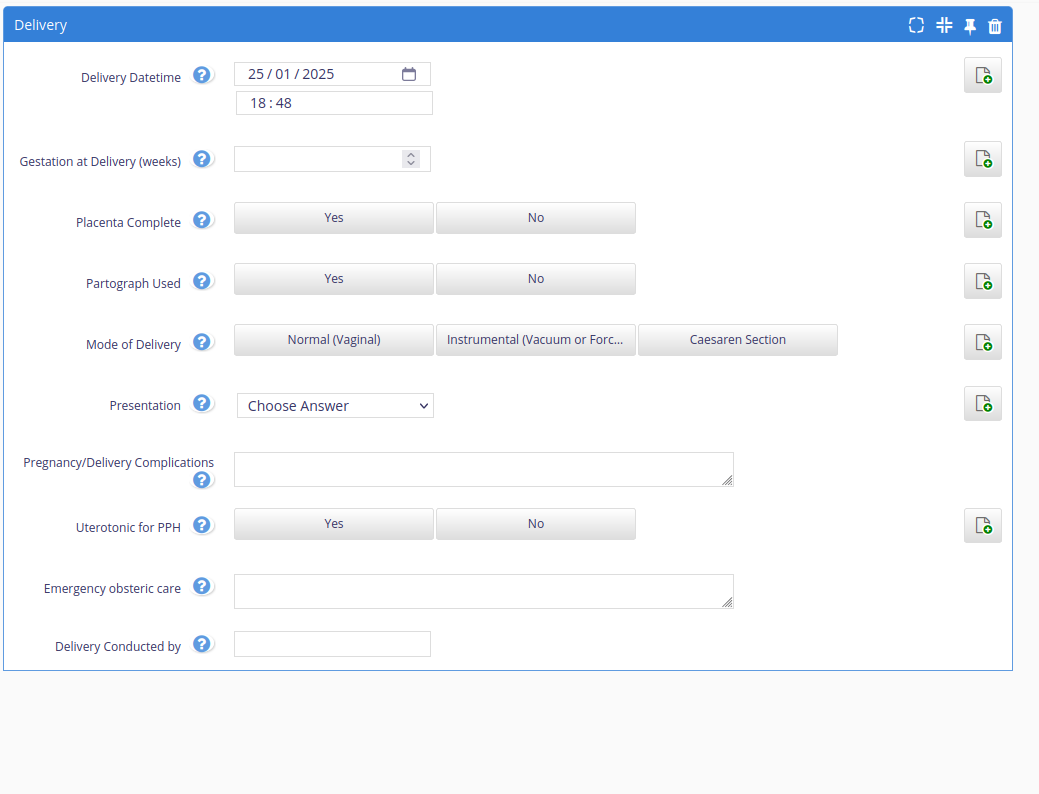 Delivery
Delivery Datetime ? 25 / 01 / 2025
18 : 48
Gestation at Delivery (weeks) ?
Placenta Complete ? Yes No
Partograph Used ? Yes No
Mode of Delivery ? Normal (Vaginal) Instrumental (Vacuum or Forc... Caesaren Section
Presentation ? Choose Answer
Pregnancy/Delivery Complications
?
Uterotonic for PPH ? Yes No
Emergency obsteric care ?
Delivery Conducted by ?